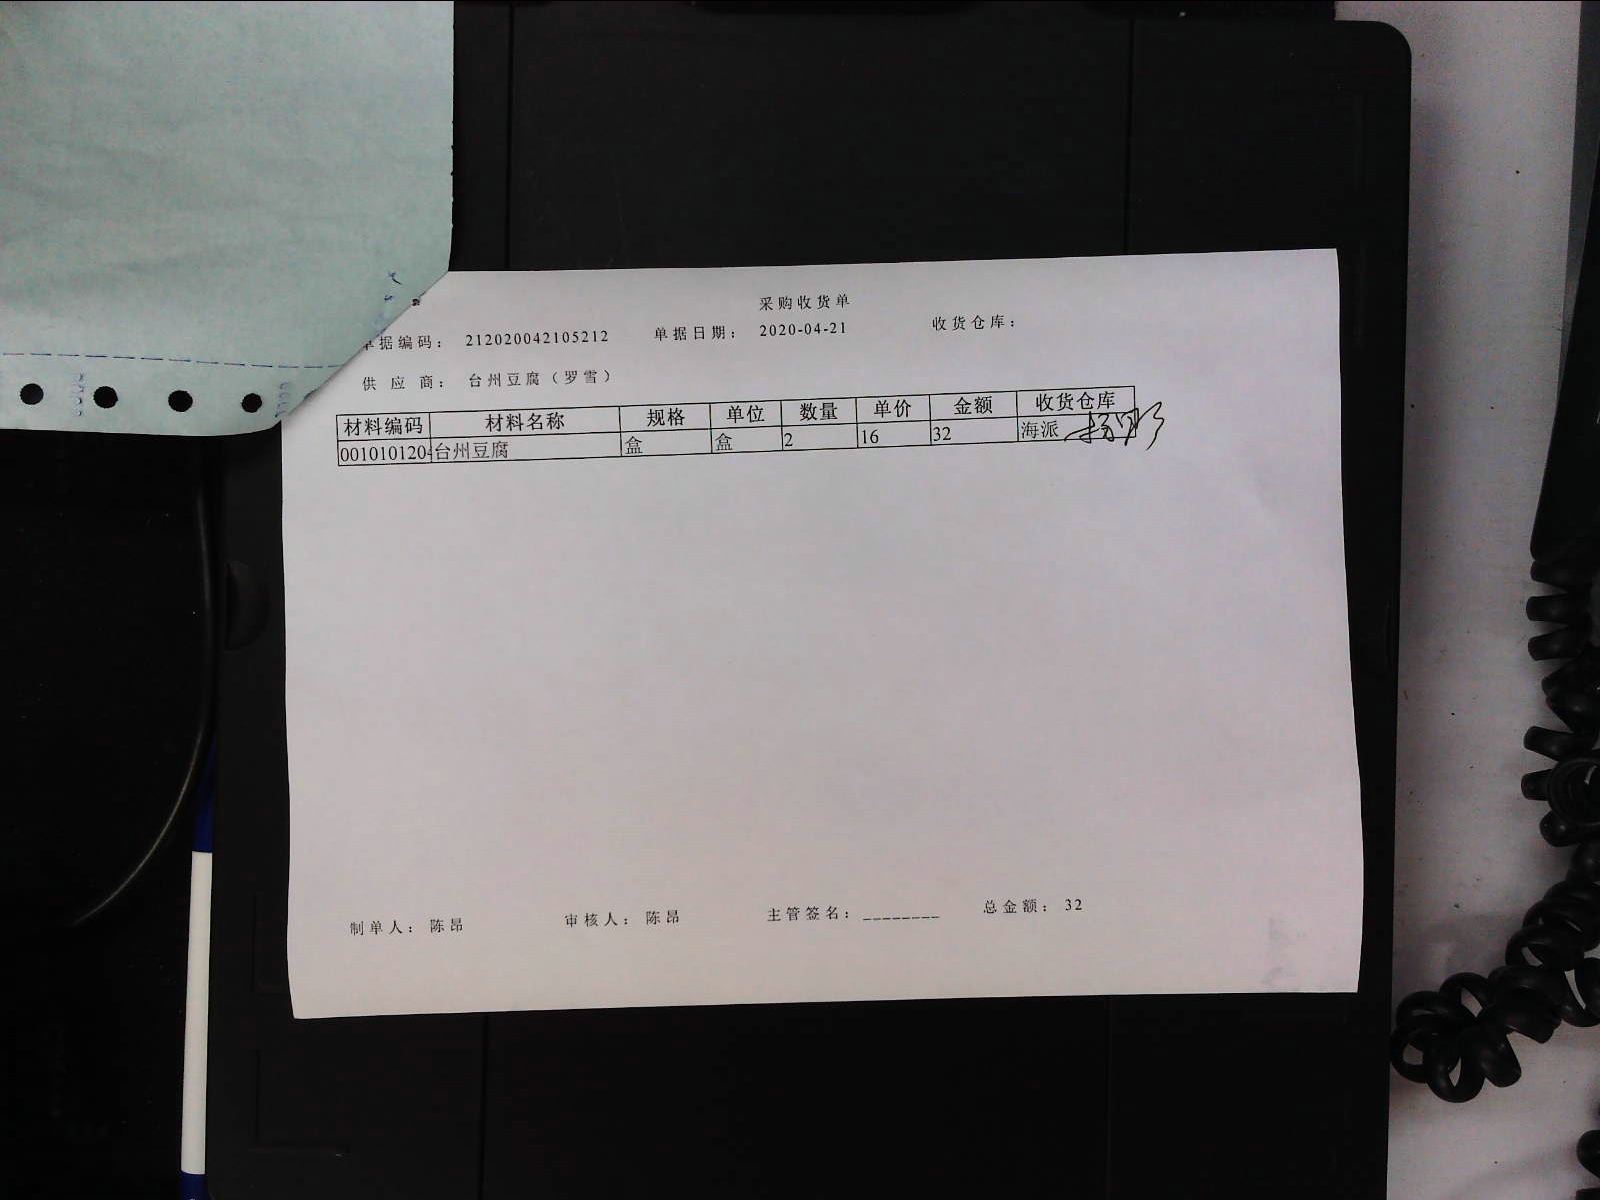 采购收货单
单据编码： 212020042105212 单据日期： 2020-04-21 收货仓库：
供应商： 台州豆腐（罗雪）
材料编码 材料名称 规格 单位 数量 单价 金额 收货仓库
0010101204 台州豆腐 盒 盒 2 16 32 海派
制单人： 陈昂 审核人： 陈昂 主管签名： ________ 总金额： 32